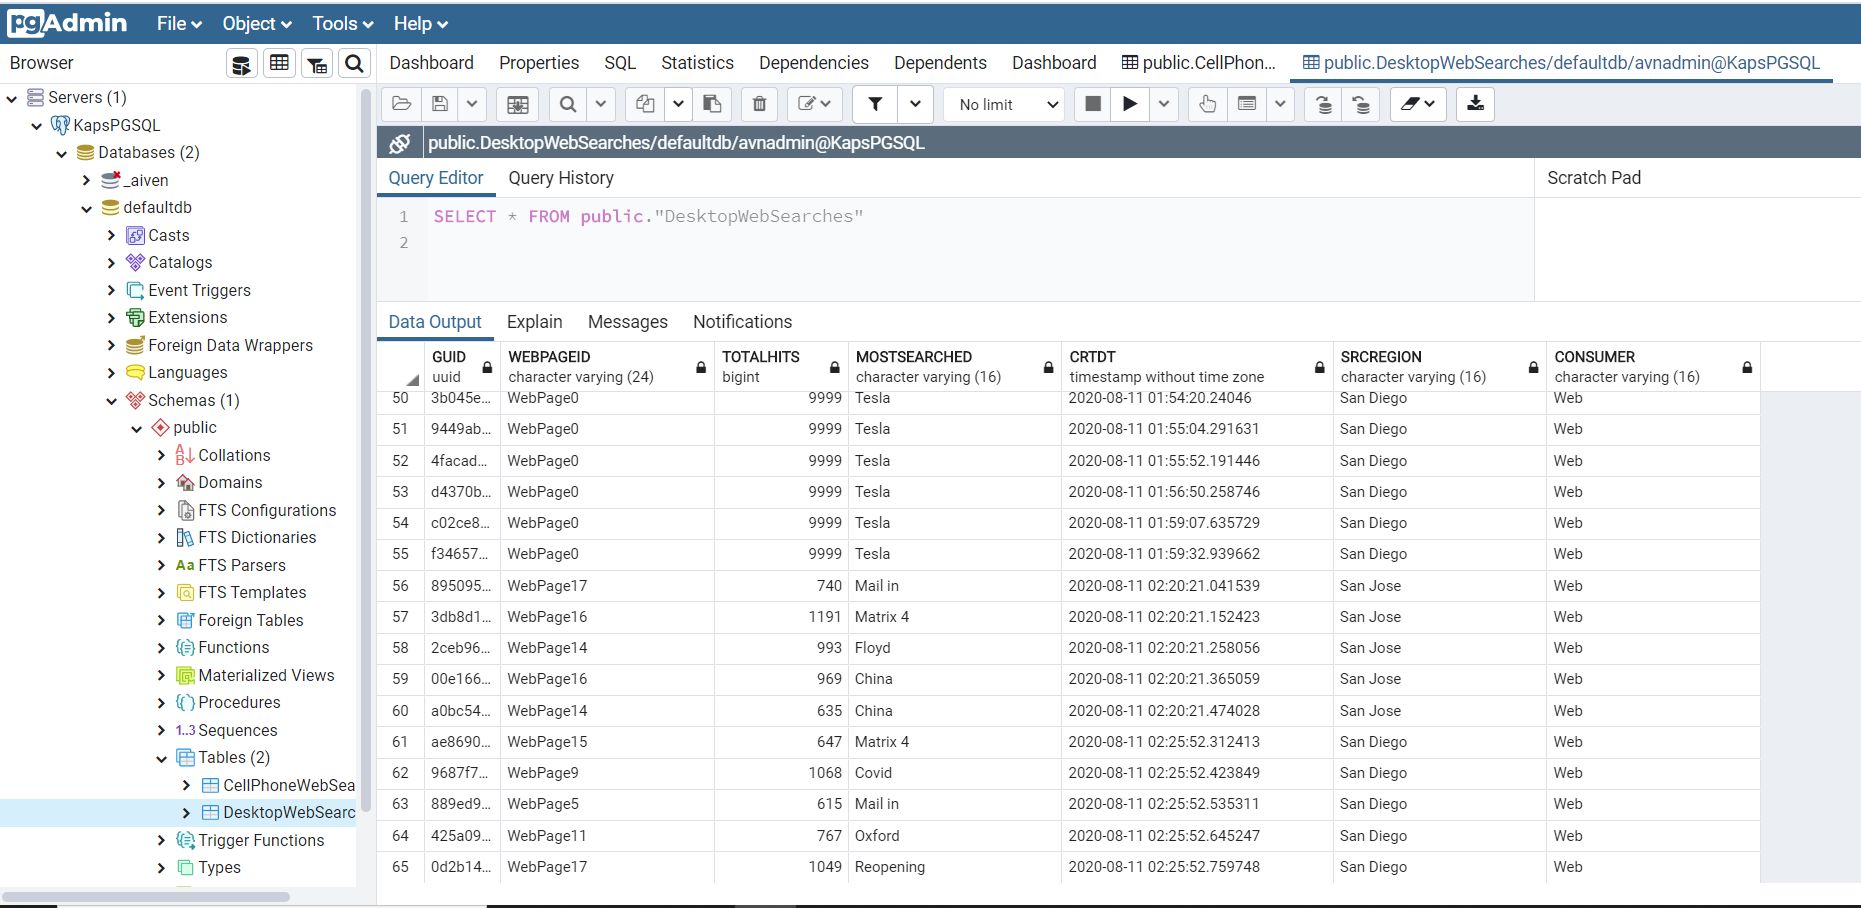 pgAdmin File Object Tools Help
Browser
Dashboard Properties SQL Statistics Dependencies Dependents Dashboard public.CellPhon... public.DesktopWebSearches/defaultdb/avnadmin@KapsPGSQL
Servers (1)
KapsPGSQL
Databases (2)
_aiven
defaultdb
Casts
Catalogs
Event Triggers
Extensions
Foreign Data Wrappers
Languages
Schemas (1)
public
Collations
Domains
FTS Configurations
FTS Dictionaries
Aa FTS Parsers
FTS Templates
Foreign Tables
Functions
Materialized Views
Procedures
1..3 Sequences
Tables (2)
CellPhoneWebSea
DesktopWebSearc
Trigger Functions
Types
No limit
public.DesktopWebSearches/defaultdb/avnadmin@KapsPGSQL
Query Editor Query History
Scratch Pad
1 SELECT * FROM public."DesktopWebSearches"
2
Data Output Explain Messages Notifications
GUID WEBPAGEID TOTALHITS MOSTSEARCHED CRTDT SRCREGION CONSUMER
uuid character varying (24) bigint character varying (16) timestamp without time zone character varying (16) character varying (16)
50 3b045e... WebPage0 9999 Tesla 2020-08-11 01:54:20.24046 San Diego Web
51 9449ab... WebPage0 9999 Tesla 2020-08-11 01:55:04.291631 San Diego Web
52 4facad... WebPage0 9999 Tesla 2020-08-11 01:55:52.191446 San Diego Web
53 d4370b... WebPage0 9999 Tesla 2020-08-11 01:56:50.258746 San Diego Web
54 c02ce8... WebPage0 9999 Tesla 2020-08-11 01:59:07.635729 San Diego Web
55 f34657... WebPage0 9999 Tesla 2020-08-11 01:59:32.939662 San Diego Web
56 895095... WebPage17 740 Mail in 2020-08-11 02:20:21.041539 San Jose Web
57 3db8d1... WebPage16 1191 Matrix 4 2020-08-11 02:20:21.152423 San Jose Web
58 2ceb96... WebPage14 993 Floyd 2020-08-11 02:20:21.258056 San Jose Web
59 00e166... WebPage16 969 China 2020-08-11 02:20:21.365059 San Jose Web
60 a0bc54... WebPage14 635 China 2020-08-11 02:20:21.474028 San Jose Web
61 ae8690... WebPage15 647 Matrix 4 2020-08-11 02:25:52.312413 San Diego Web
62 9687f7... WebPage9 1068 Covid 2020-08-11 02:25:52.423849 San Diego Web
63 889ed9... WebPage5 615 Mail in 2020-08-11 02:25:52.535311 San Diego Web
64 425a09... WebPage11 767 Oxford 2020-08-11 02:25:52.645247 San Diego Web
65 0d2b14... WebPage17 1049 Reopening 2020-08-11 02:25:52.759748 San Diego Web